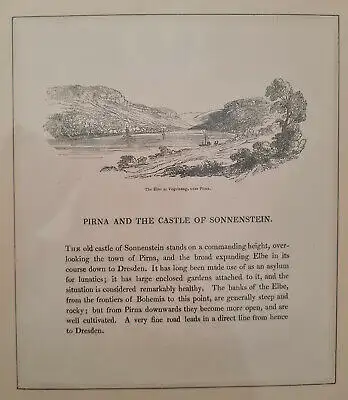 The Elbe at Vogelsang, near Pirna.
PIRNA AND THE CASTLE OF SONNENSTEIN.
THE old castle of Sonnenstein stands on a commanding height, over-
looking the town of Pirna, and the broad expanding Elbe in its
course down to Dresden. It has long been made use of as an asylum
for lunatics; it has large enclosed gardens attached to it, and the
situation is considered remarkably healthy. The banks of the Elbe,
from the frontiers of Bohemia to this point, are generally steep and
rocky; but from Pirna downwards they become more open, and are
well cultivated. A very fine road leads in a direct line from hence
to Dresden.